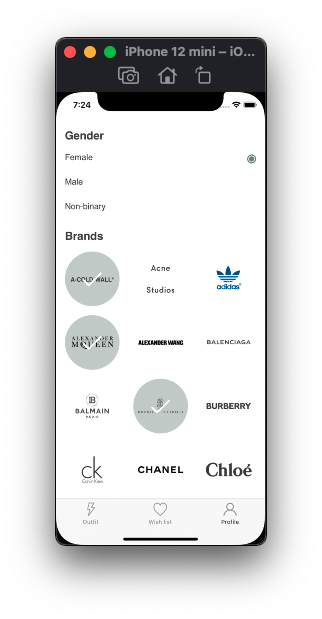 iPhone 12 mini – iO...
7:24
Gender
Female
Male
Non-binary
Brands
A-COLD-WALL*
Acne
Studios
adidas
ALEXANDER
MQUEEN
ALEXANDER WANG
BALENCIAGA
B
BALMAIN
PARIS
BURBERRY
ck
Calvin Klein
CHANEL
Chloé
Outfit
Wish list
Profile